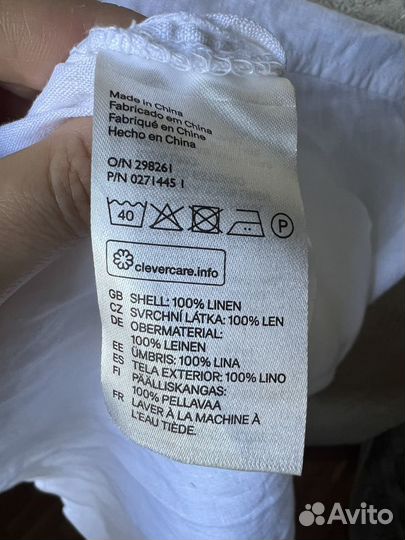 Made in China
Fabricado em China
Fabriqué en China
Hecho en China
O/N 298261
P/N 0271445 1
40
P
clevercare.info
GB SHELL: 100% LINEN
CZ SVRCHNÍ LÁTKA: 100% LEN
DE OBERMATERIAL:
100% LEINEN
EE ÜMBRIS: 100% LINA
ES TELA EXTERIOR: 100% LINO
FI PÄÄLLISKANGAS:
100% PELLAVAA
FR LAVER À LA MACHINE À
L'EAU TIÈDE.
Avito